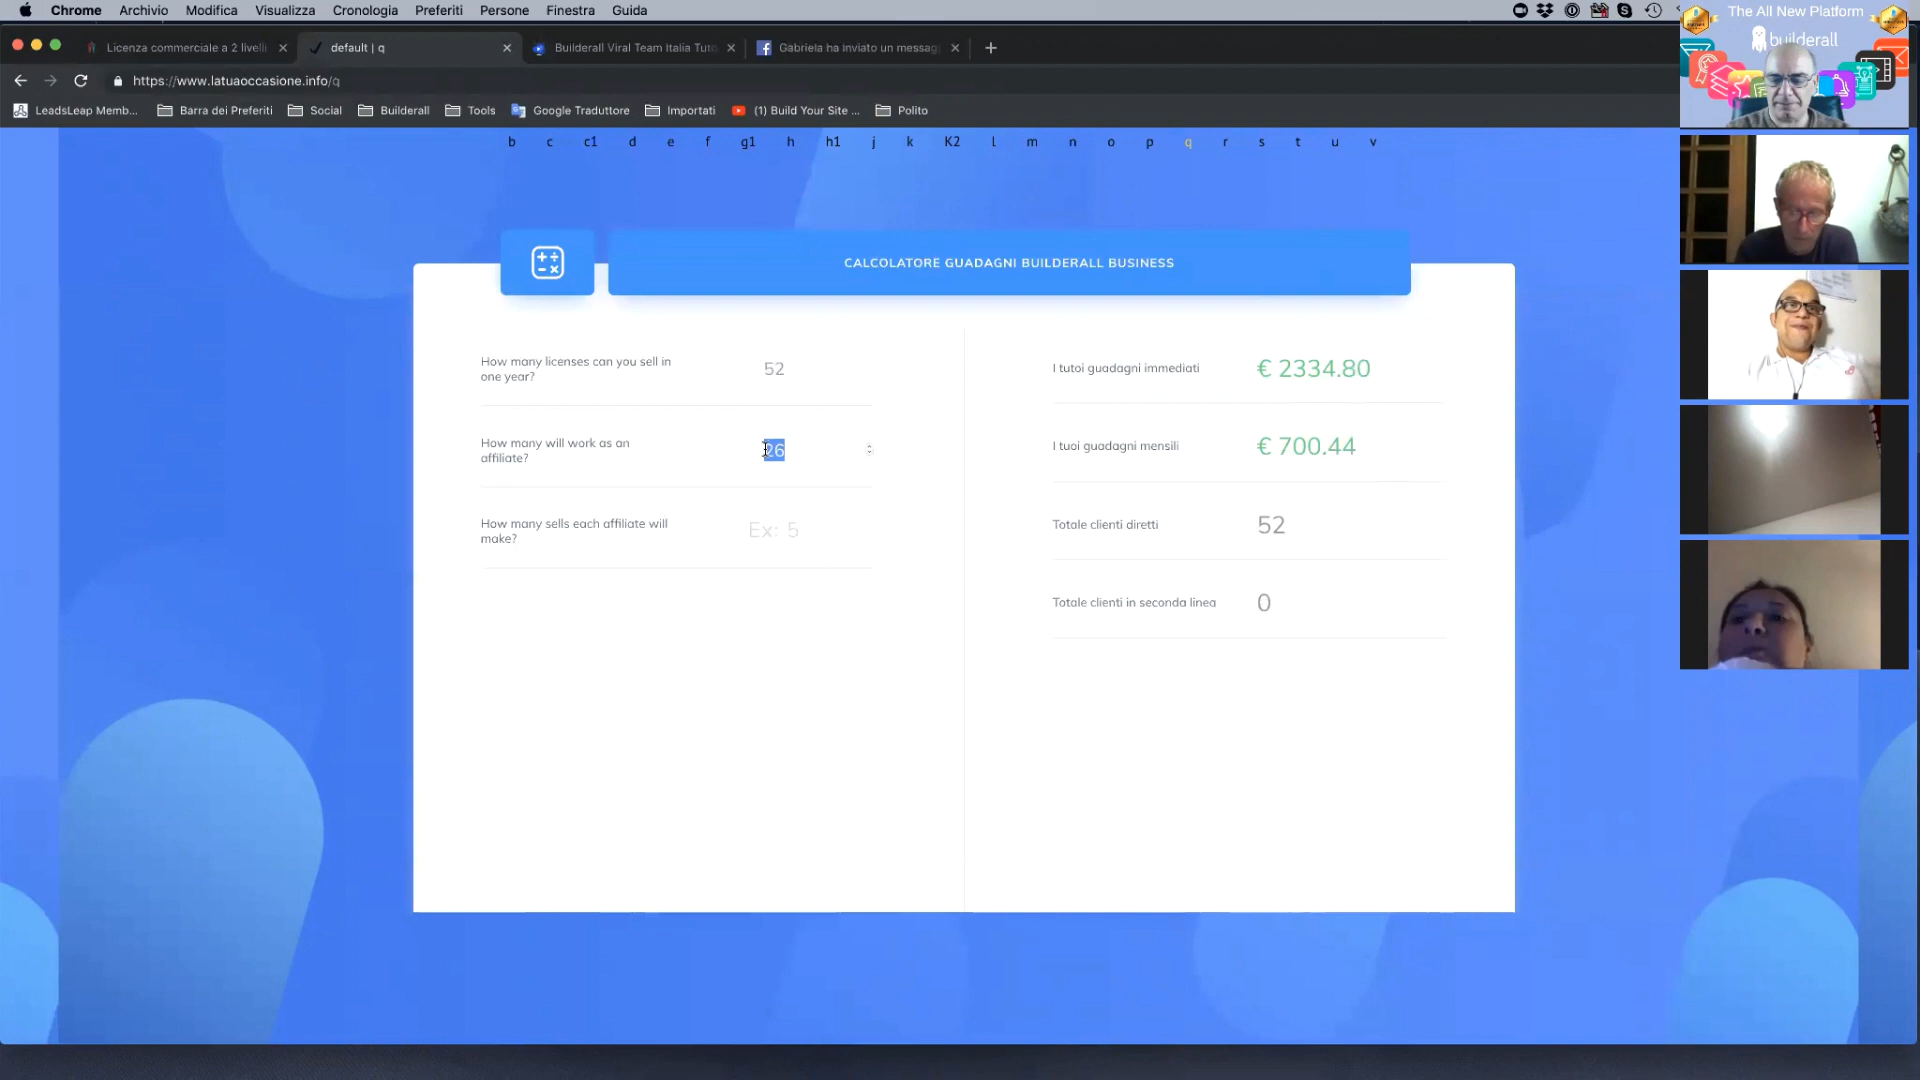 Chrome Archivio Modifica Visualizza Cronologia Preferiti Persone Finestra Guida
Licenza commerciale a 2 livelli
default | q
Builderall Viral Team Italia Tuto
Gabriela ha inviato un messag
https://www.latuaoccasione.info/q
LeadsLeap Memb... Barra dei Preferiti Social Builderall Tools Google Traduttore Importati (1) Build Your Site ... Polito
The All New Platform
builderall
b c c1 d e f g1 h h1 j k K2 l m n o p q r s t u v
CALCOLATORE GUADAGNI BUILDERALL BUSINESS
How many licenses can you sell in
one year?
52
How many will work as an
affiliate?
26
How many sells each affiliate will
make?
Ex: 5
I tutoi guadagni immediati
€ 2334.80
I tuoi guadagni mensili
€ 700.44
Totale clienti diretti
52
Totale clienti in seconda linea
0